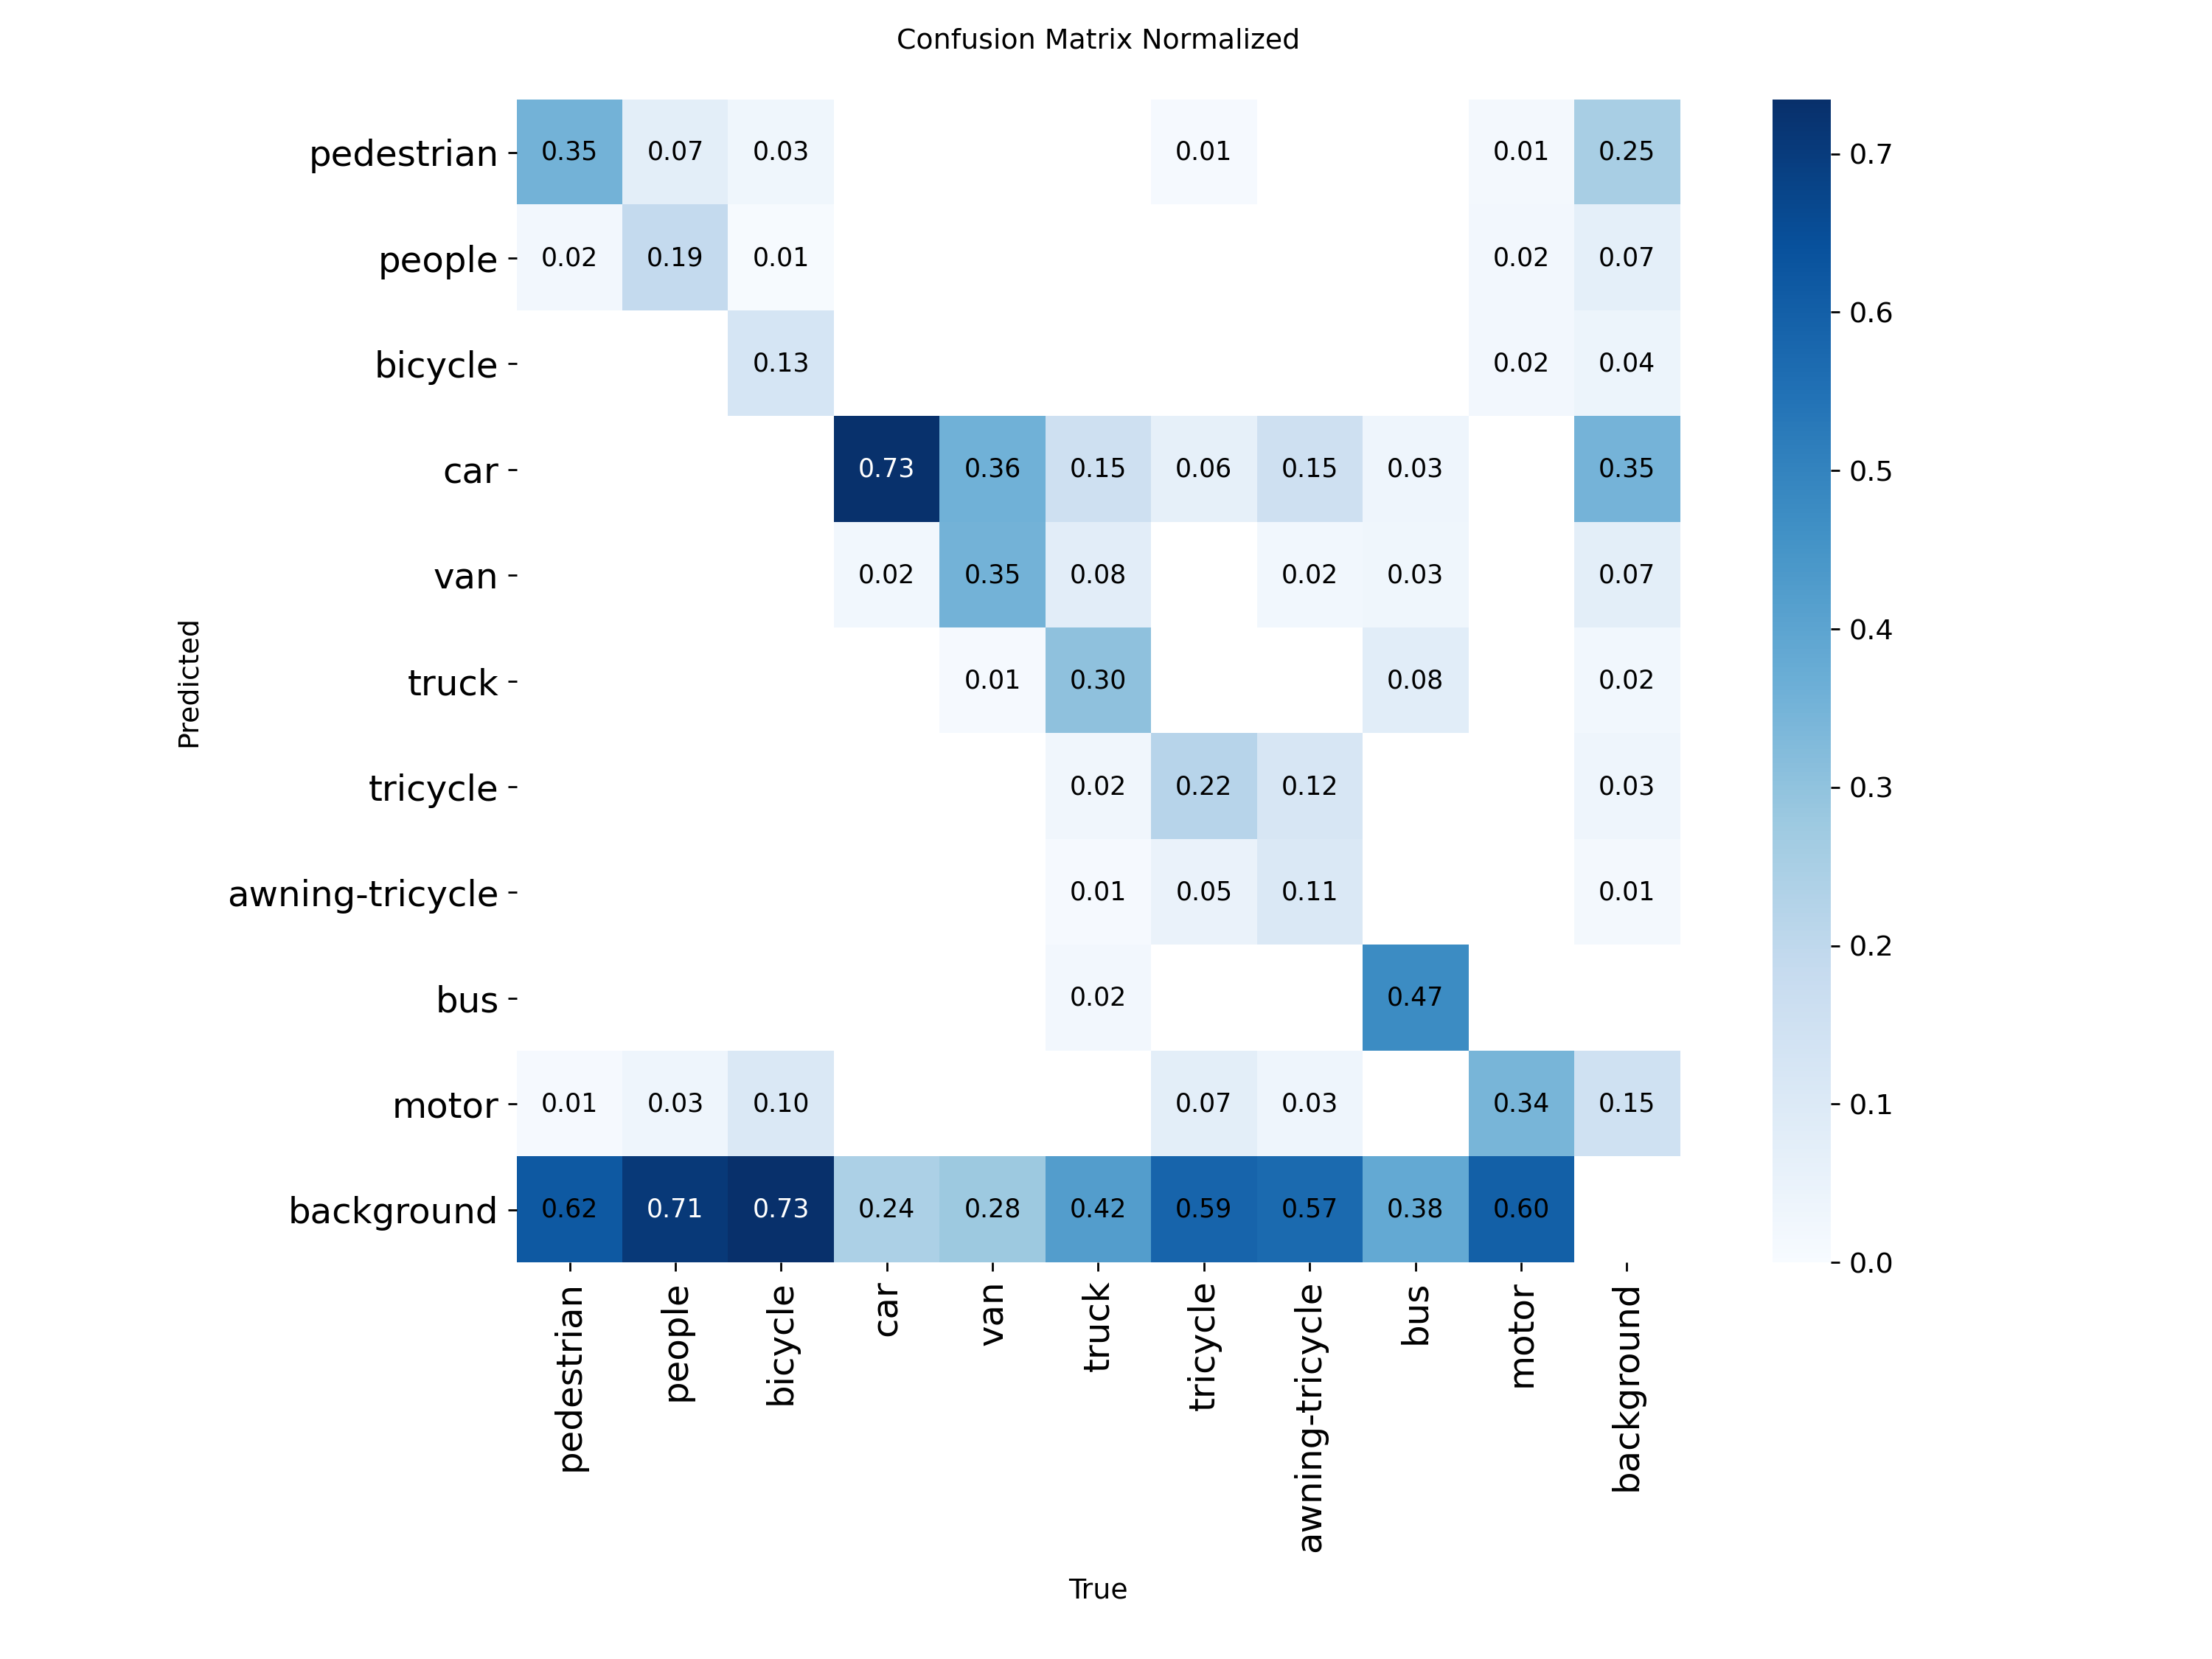 Confusion Matrix Normalized
pedestrian 0.35 0.07 0.03 0.01 0.01 0.25
people 0.02 0.19 0.01 0.02 0.07
bicycle 0.13 0.02 0.04
car 0.73 0.36 0.15 0.06 0.15 0.03 0.35
van 0.02 0.35 0.08 0.02 0.03 0.07
truck 0.01 0.30 0.08 0.02
tricycle 0.02 0.22 0.12 0.03
awning-tricycle 0.01 0.05 0.11 0.01
bus 0.02 0.47
motor 0.01 0.03 0.10 0.07 0.03 0.34 0.15
background 0.62 0.71 0.73 0.24 0.28 0.42 0.59 0.57 0.38 0.60
Predicted
pedestrian
people
bicycle
car
van
truck
tricycle
awning-tricycle
bus
motor
background
True
0.7
0.6
0.5
0.4
0.3
0.2
0.1
0.0